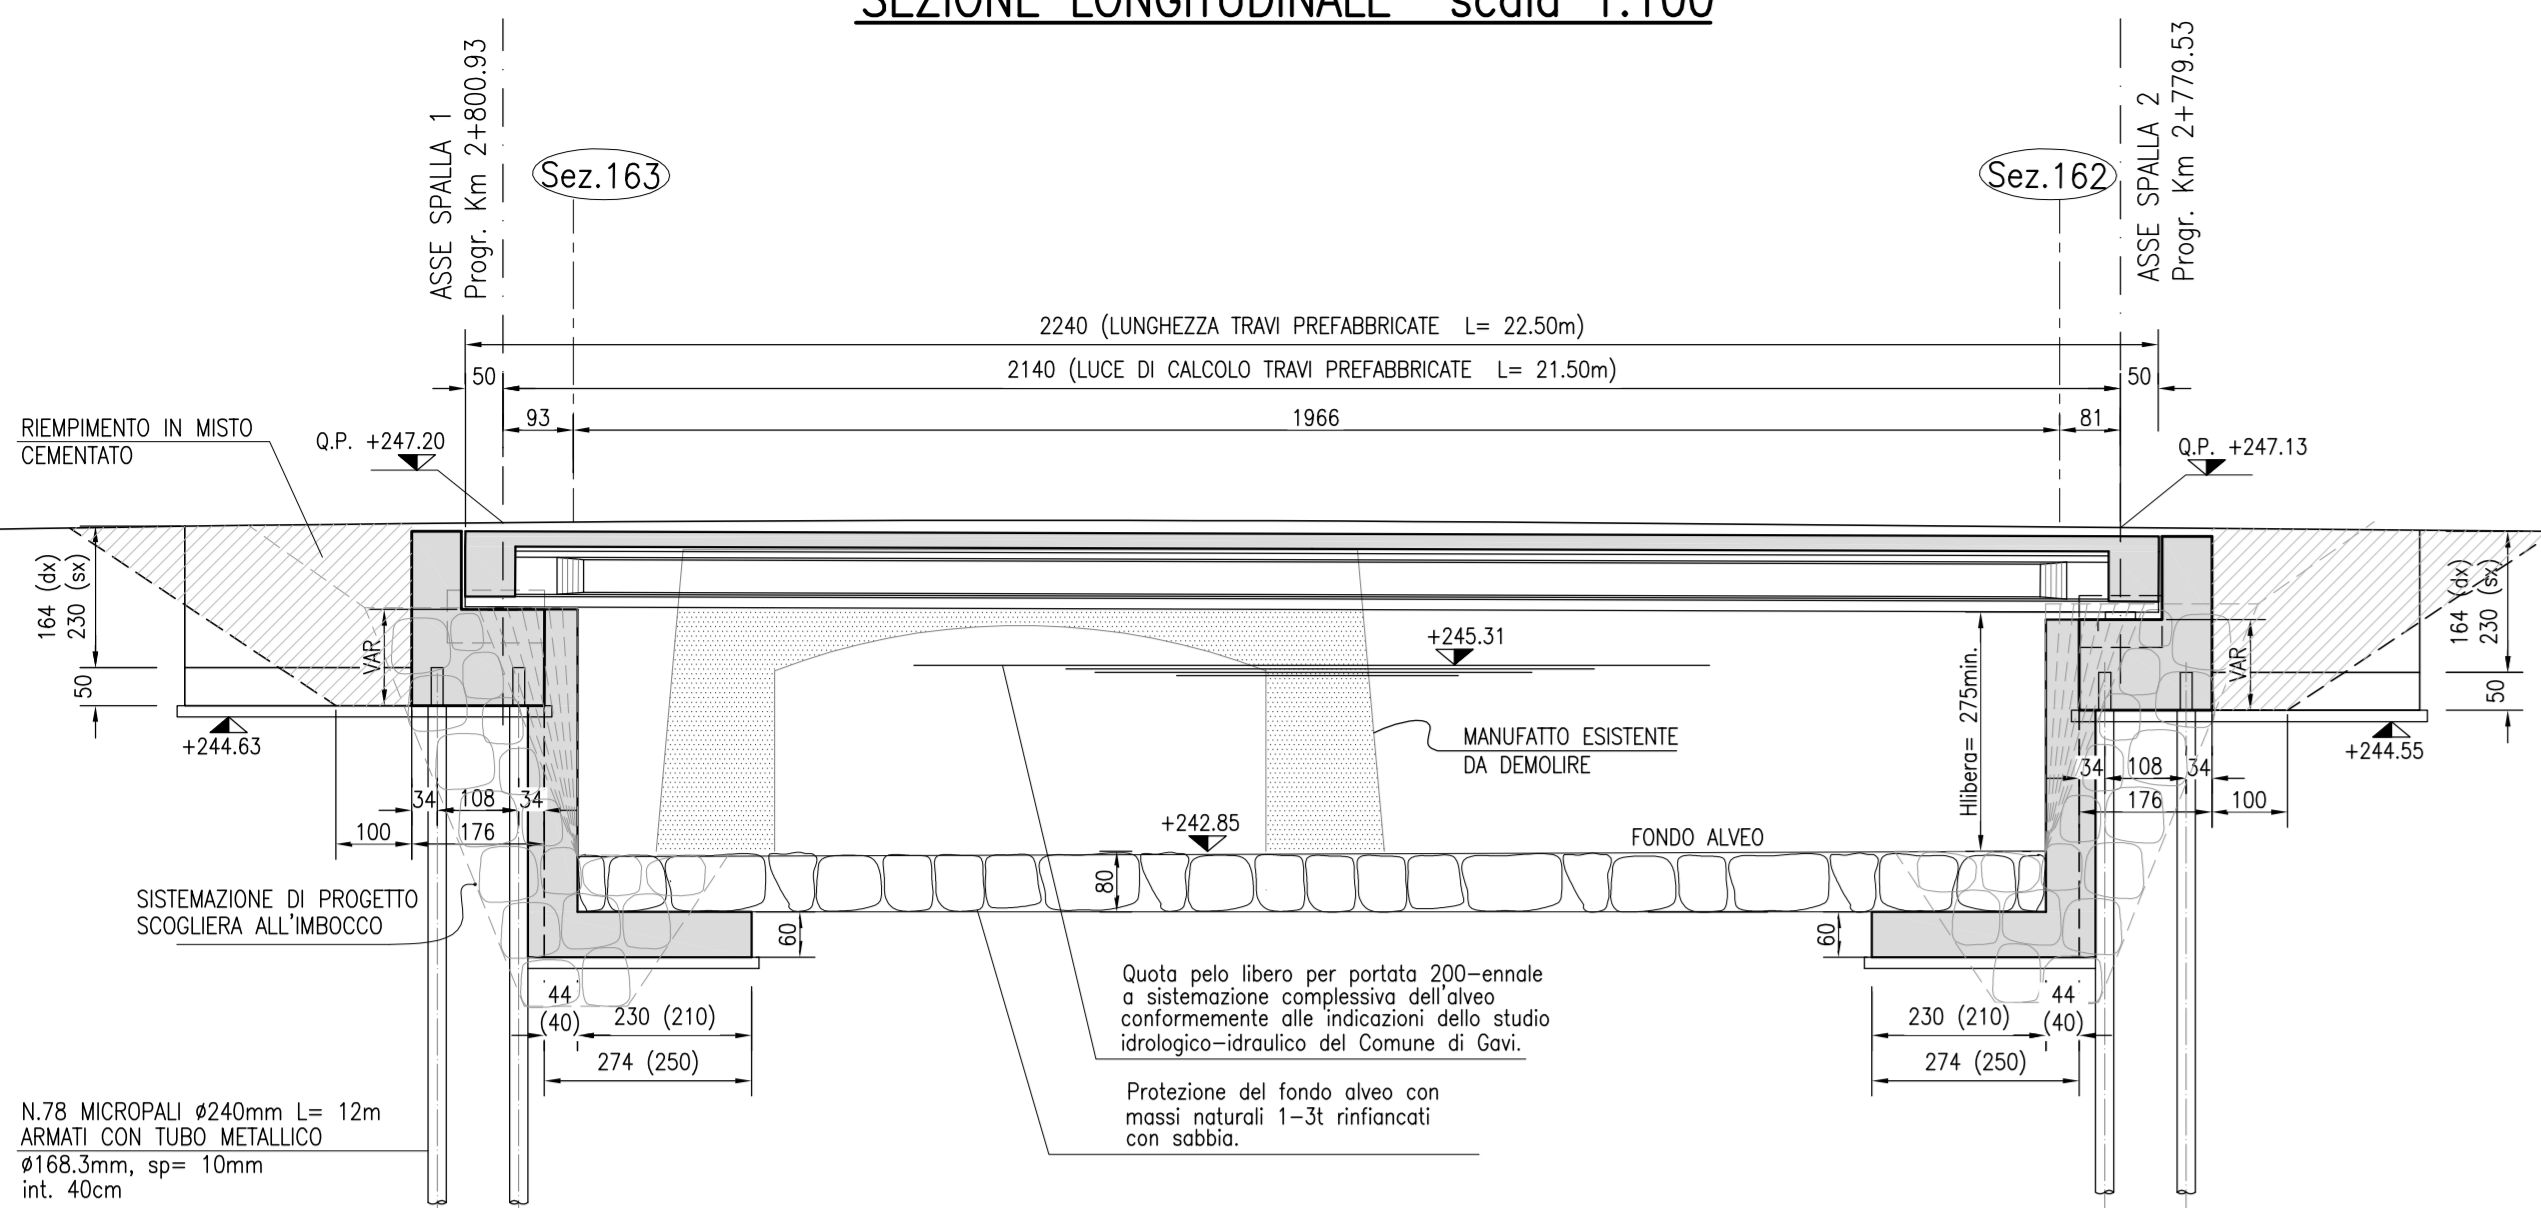 SEZIONE LONGITUDINALE scala 1:100
ASSE SPALLA 1
Progr. Km 2+800.93
Sez.163
Sez.162
ASSE SPALLA 2
Progr. Km 2+779.53
2240 (LUNGHEZZA TRAVI PREFABBRICATE L= 22.50m)
50
2140 (LUCE DI CALCOLO TRAVI PREFABBRICATE L= 21.50m)
50
93
1966
81
RIEMPIMENTO IN MISTO
CEMENTATO
Q.P. +247.20
Q.P. +247.13
164 (dx)
230 (sx)
50
VAR
+244.63
+245.31
Hlibera= 275min.
MANUFATTO ESISTENTE
DA DEMOLIRE
VAR
164 (dx)
230 (sx)
50
+244.55
34
108
34
100
176
+242.85
FONDO ALVEO
34
108
34
176
100
80
SISTEMAZIONE DI PROGETTO
SCOGLIERA ALL'IMBOCCO
60
60
44
(40)
230 (210)
274 (250)
Quota pelo libero per portata 200-ennale
a sistemazione complessiva dell'alveo
conformemente alle indicazioni dello studio
idrologico-idraulico del Comune di Gavi.
44
230 (210)
(40)
274 (250)
Protezione del fondo alveo con
massi naturali 1-3t rinfiancati
con sabbia.
N.78 MICROPALI ø240mm L= 12m
ARMATI CON TUBO METALLICO
ø168.3mm, sp= 10mm
int. 40cm